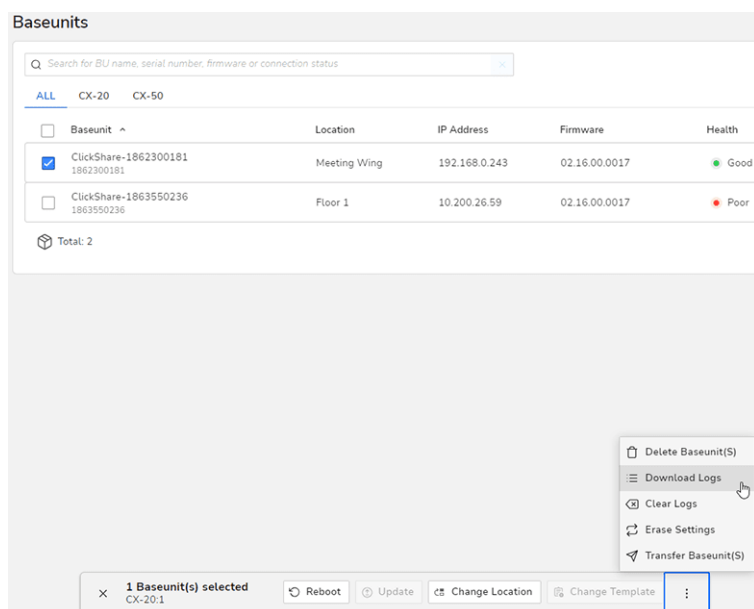 Baseunits
Search for BU name, serial number, firmware or connection status
ALL CX-20 CX-50
Baseunit Location IP Address Firmware Health
ClickShare-1862300181
1862300181
Meeting Wing 192.168.0.243 02.16.00.0017 Good
ClickShare-1863550236
1863550236
Floor 1 10.200.26.59 02.16.00.0017 Poor
Total: 2
Delete Baseunit(S)
Download Logs
Clear Logs
Erase Settings
Transfer Baseunit(S)
1 Baseunit(s) selected
CX-20:1
Reboot Update Change Location Change Template